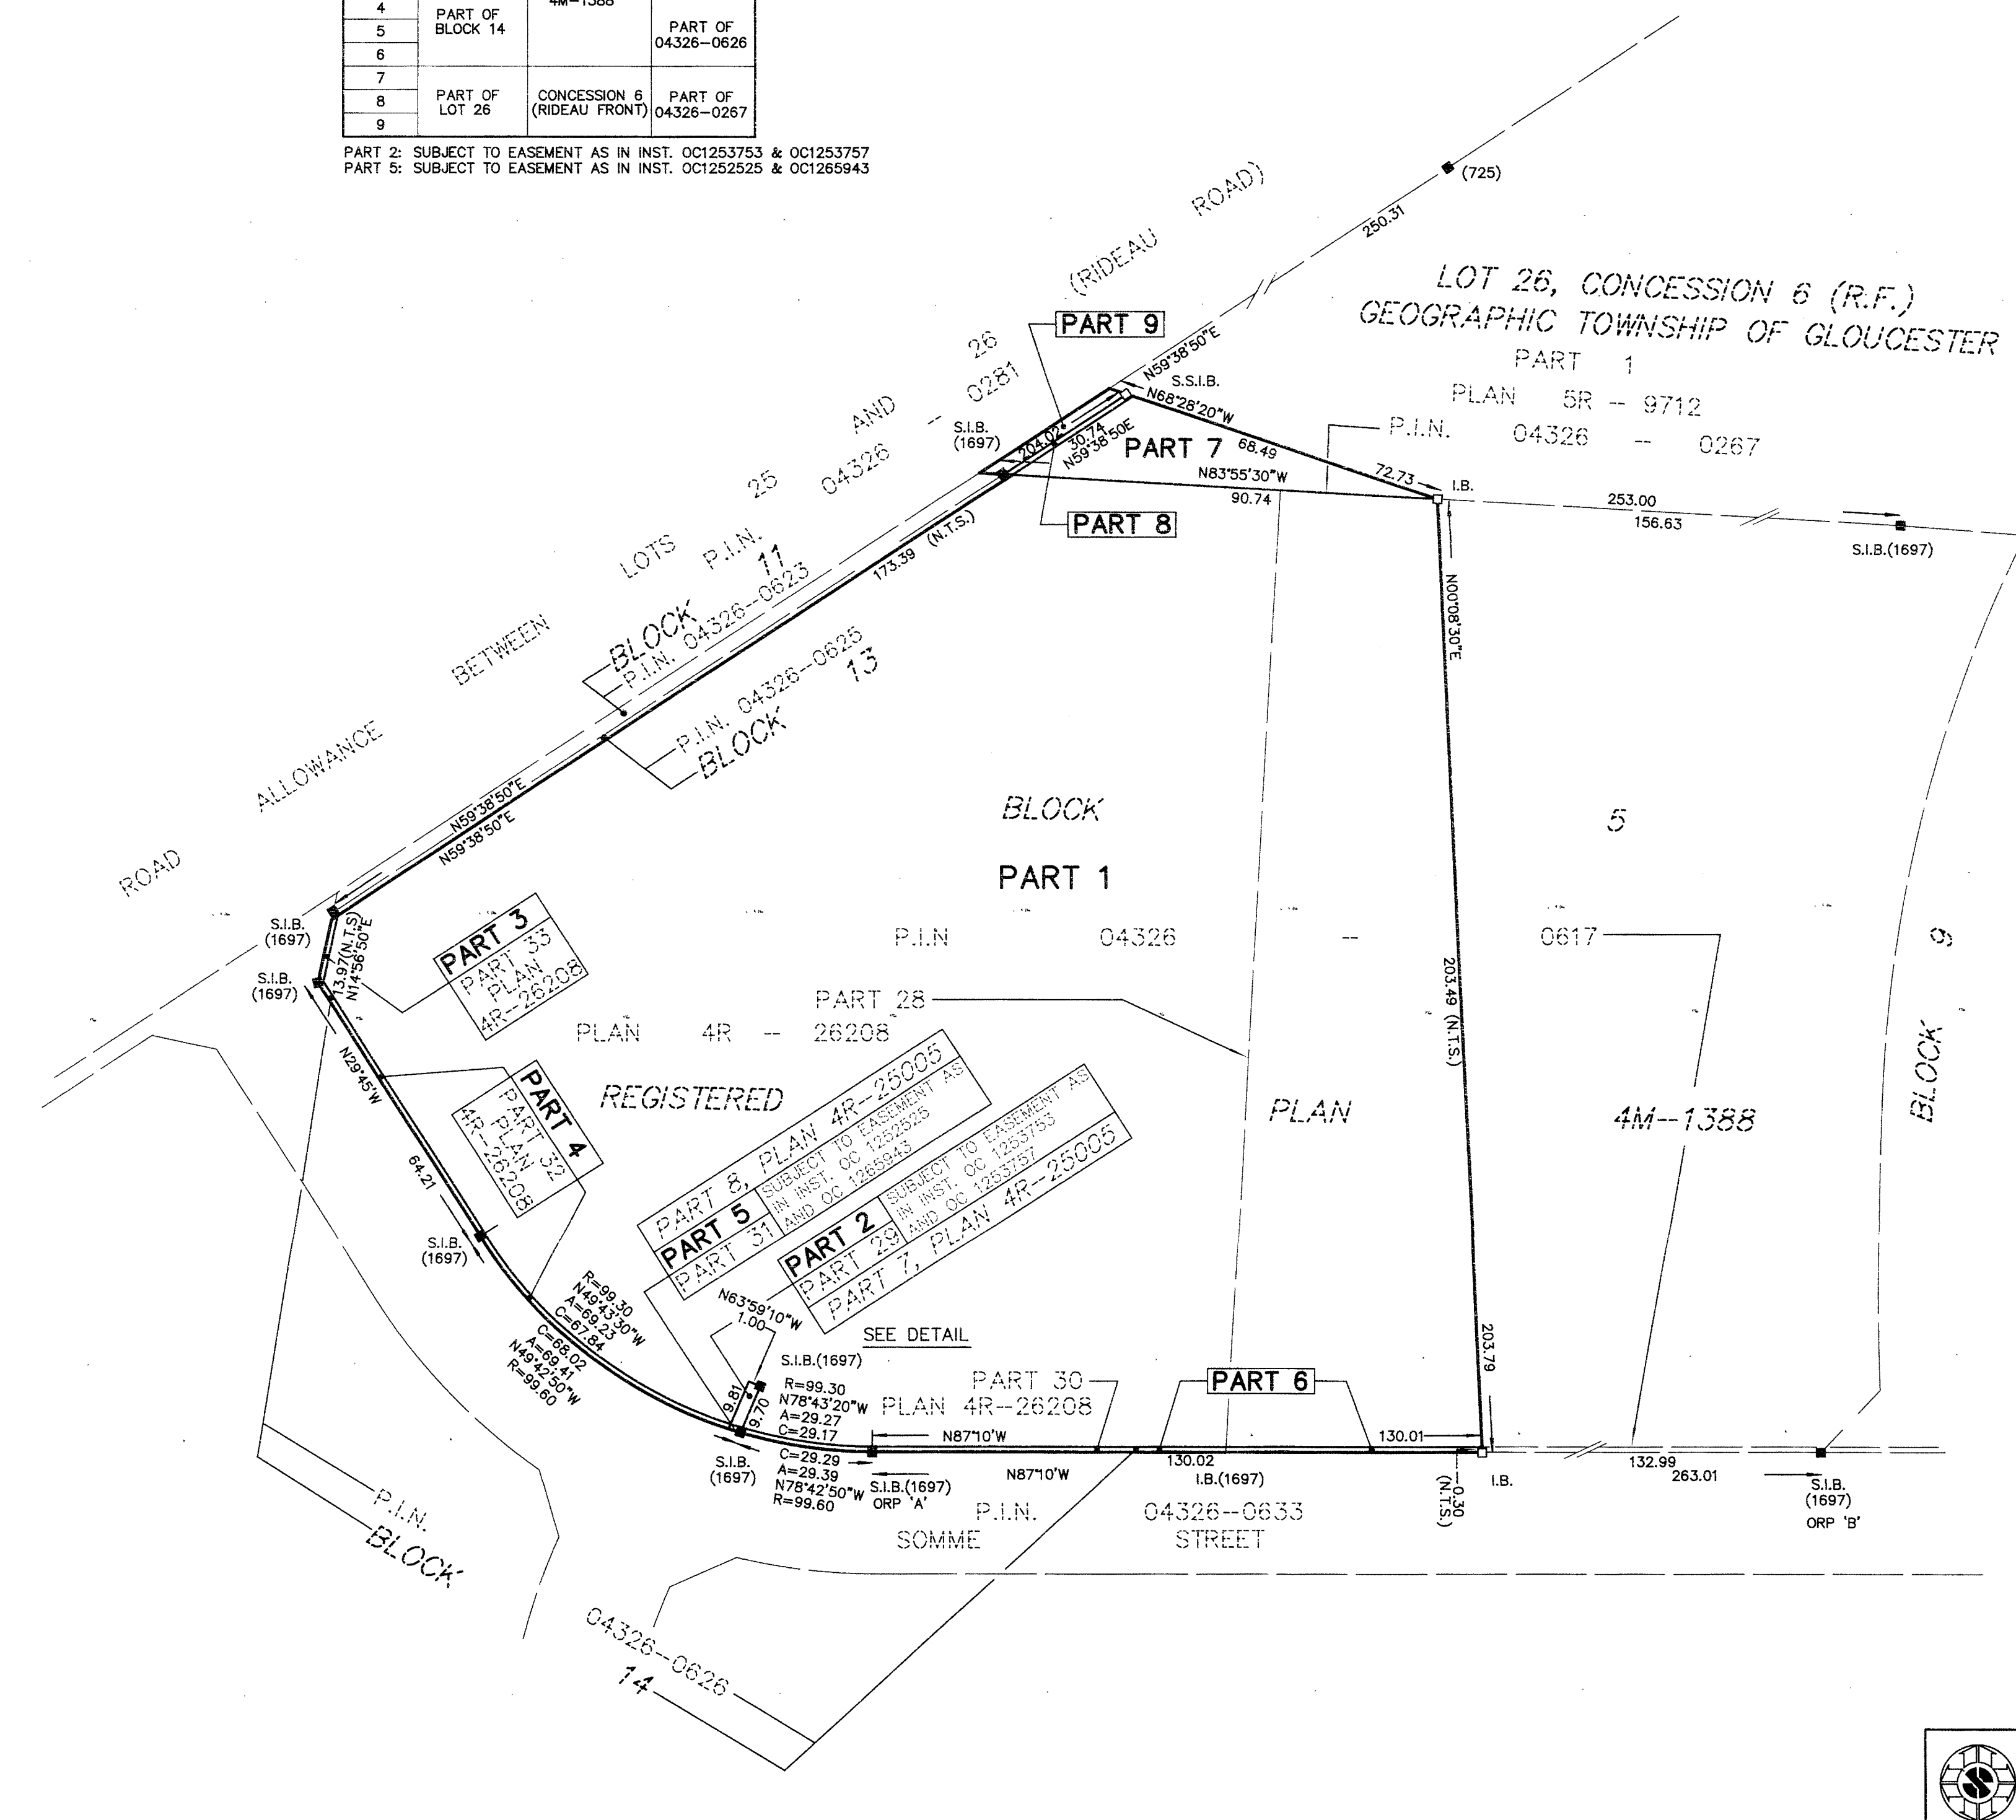 4
PART OF
BLOCK 14
4M-1388
5
PART OF
04326-0626
6
7
8
PART OF
LOT 26
CONCESSION 6
(RIDEAU FRONT)
PART OF
04326-0267
9
PART 2: SUBJECT TO EASEMENT AS IN INST. OC1253753 & OC1253757
PART 5: SUBJECT TO EASEMENT AS IN INST. OC1252525 & OC1265943
(725)
250.31
(RIDEAU ROAD)
LOT 26, CONCESSION 6 (R.F.)
GEOGRAPHIC TOWNSHIP OF GLOUCESTER
PART 1
PLAN 5R -- 9712
P.I.N. 04326 -- 0267
PART 9
N59°38'50"E
S.S.I.B.
N68°28'20"W
S.I.B.
(1697)
204.02
30.74
N59°38'50E
PART 7
68.49
72.73
I.B.
N83°55'30"W
90.74
PART 8
253.00
156.63
S.I.B.(1697)
ROAD ALLOWANCE BETWEEN LOTS 25 AND 26
P.I.N. 04326 -- 0281
173.39 (N.T.S.)
BLOCK 11
P.I.N. 04326--0623
P.I.N. 04326--0625
BLOCK 13
N59°38'50"E
N59°38'50"E
N00°08'30"E
BLOCK 5
PART 1
P.I.N 04326 -- 0617
S.I.B.
(1697)
S.I.B.
(1697)
13.97(N.T.S)
N14°56'50"E
PART 3
PART 33
PLAN
4R-26208
PART 28
PLAN 4R -- 26208
REGISTERED PLAN 4M--1388
BLOCK 9
203.49 (N.T.S.)
N29°45'W
64.21
PART 4
PART 32
PLAN
4R-26208
S.I.B.
(1697)
PART 8, PLAN 4R-25005
PART 5
PART 31
SUBJECT TO EASEMENT AS
IN INST. OC 1252525
AND OC 1265943
PART 2
PART 29
SUBJECT TO EASEMENT AS
IN INST. OC 1253753
AND OC 1253757
PART 7, PLAN 4R--25005
R=99.30
N49°43'30"W
A=69.23
C=67.84
C=68.02
A=69.41
N49°42'50"W
R=99.60
N63°59'10"W
1.00
SEE DETAIL
S.I.B.(1697)
9.81
9.70
R=99.30
N78°43'20"W
A=29.27
C=29.17
PART 30
PLAN 4R-26208
PART 6
203.79
N87°10'W
130.01
S.I.B.
(1697)
C=29.29
A=29.39
N78°42'50"W
R=99.60
S.I.B.(1697)
ORP 'A'
N87°10'W
130.02
I.B.(1697)
0.30
(N.T.S.)
I.B.
132.99
263.01
S.I.B.
(1697)
ORP 'B'
P.I.N. 04326--0633
SOMME STREET
P.I.N. 04326--0626
BLOCK 14